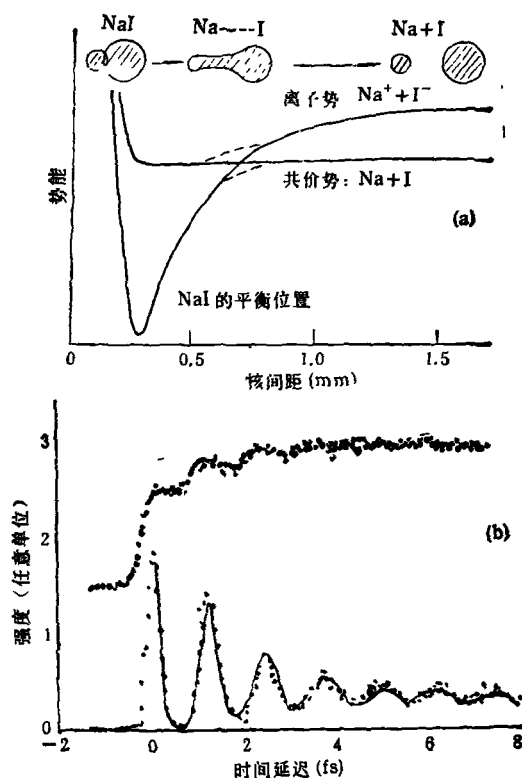 NaI Na~---I Na+I
离子势 Na⁺+I⁻
共价势:Na+I
(a)
势能
NaI 的平衡位置
0 0.5 1.0 1.5
核间距(mm)
3
2
1
0
(b)
强度(任意单位)
−2 0 2 4 6 8
时间延迟(fs)